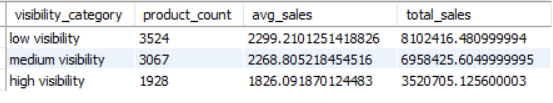 visibility_category product_count avg_sales total_sales
low visibility 3524 2299.2101251418826 8102416.480999994
medium visibility 3067 2268.805218454516 6958425.6049999995
high visibility 1928 1826.091870124483 3520705.125600003